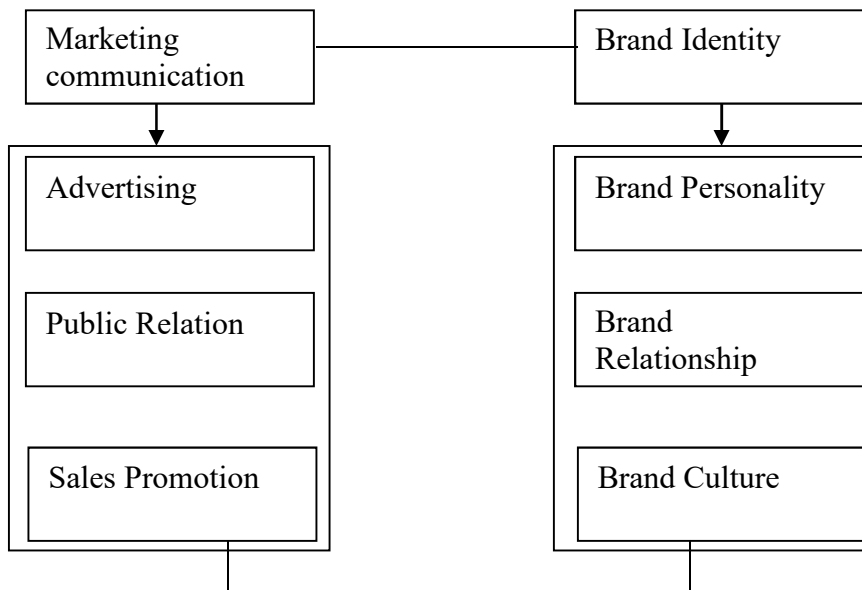 Marketing
communication
Brand Identity
Advertising
Brand Personality
Public Relation
Brand
Relationship
Sales Promotion
Brand Culture